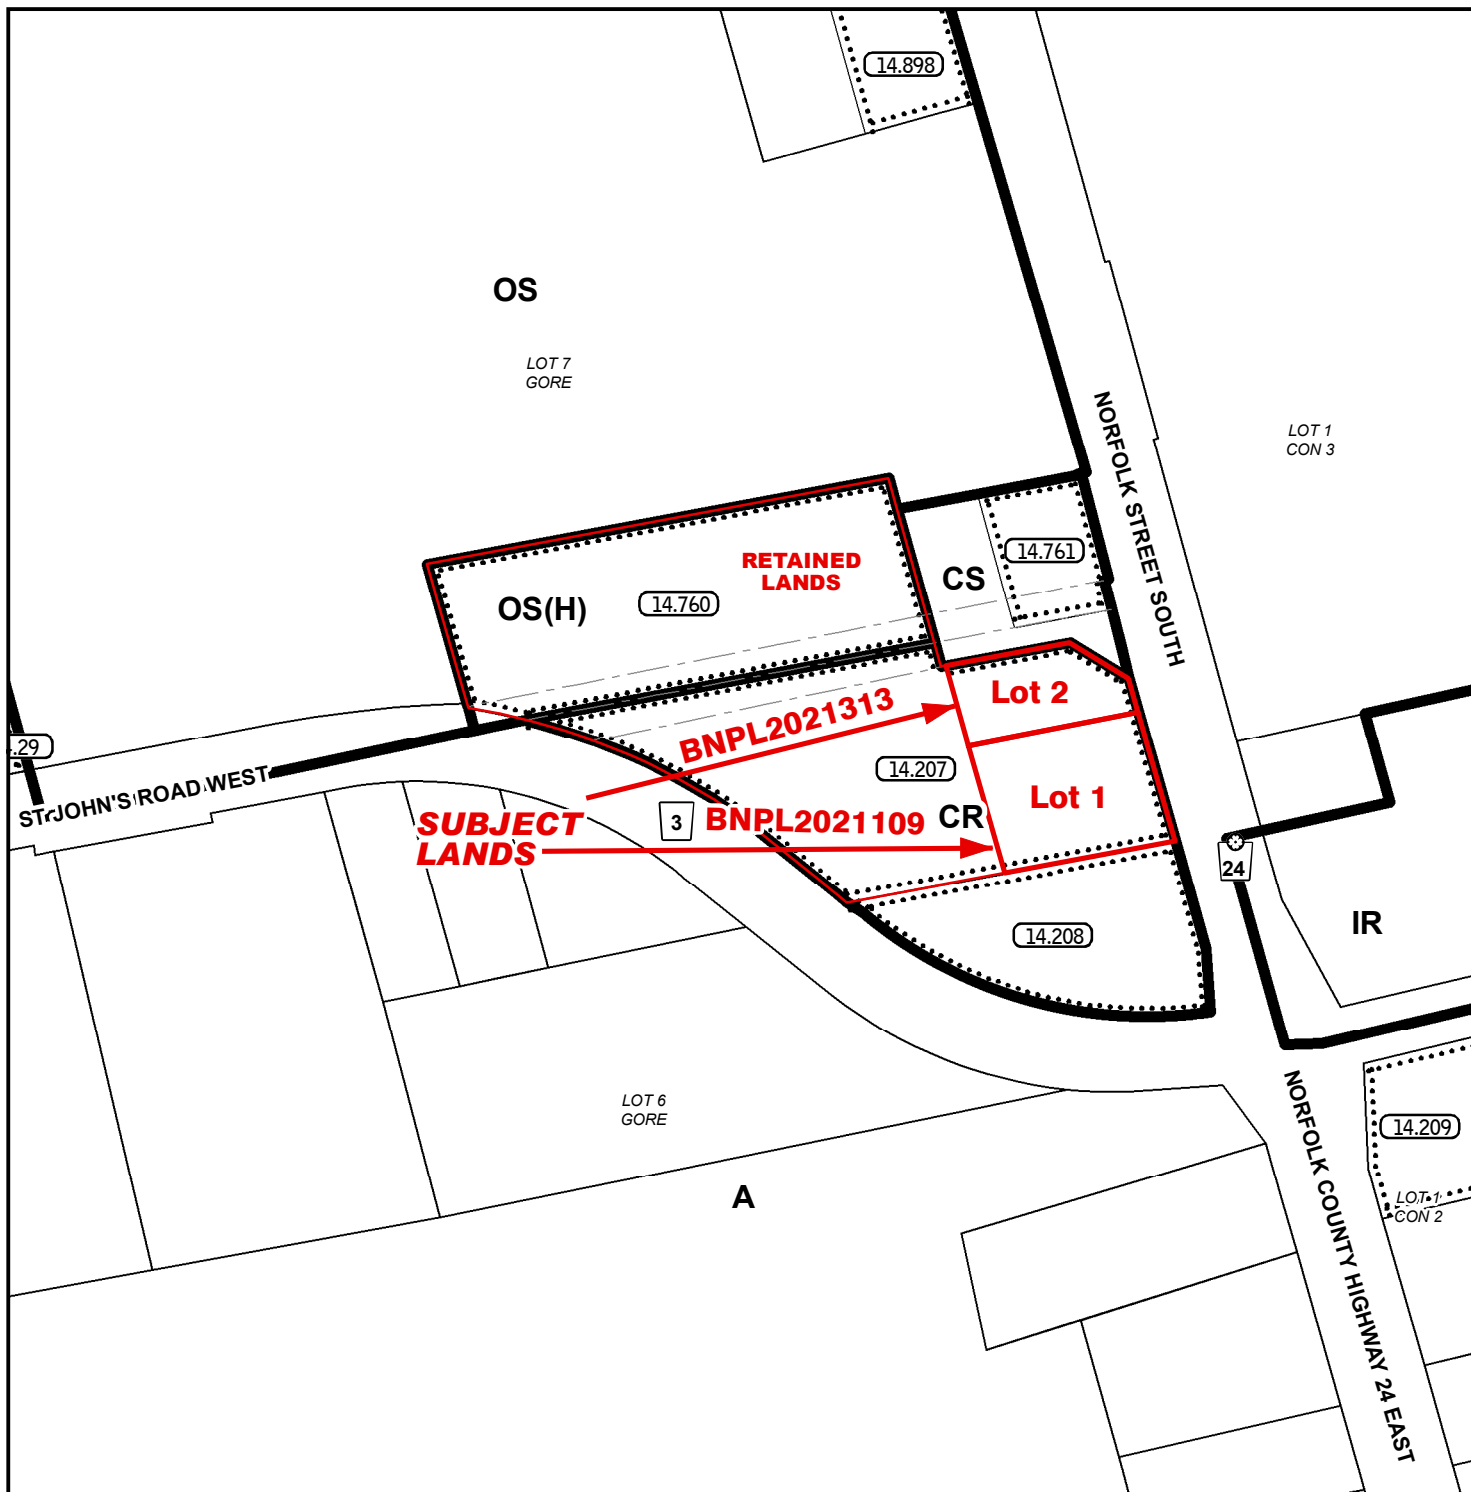 14.898
OS
LOT 7
GORE
NORFOLK STREET SOUTH
LOT 1
CON 3
RETAINED
LANDS
14.761
CS
OS(H)
14.760
Lot 2
BNPL2021313
.29
ST. JOHN'S ROAD WEST
14.207
Lot 1
SUBJECT
LANDS
3
BNPL2021109
CR
24
IR
14.208
LOT 6
GORE
NORFOLK COUNTY HIGHWAY 24 EAST
14.209
A
LOT 1
CON 2